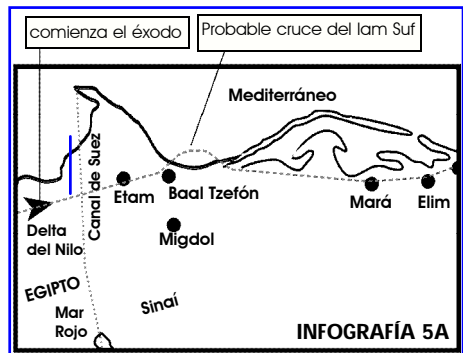 comienza el éxodo
Probable cruce del Iam Suf
Mediterráneo
Canal de Suez
Etam
Baal Tzefón
Mará
Elim
Delta
del Nilo
Migdol
EGIPTO
Sinaí
Mar
Rojo
INFOGRAFÍA 5A